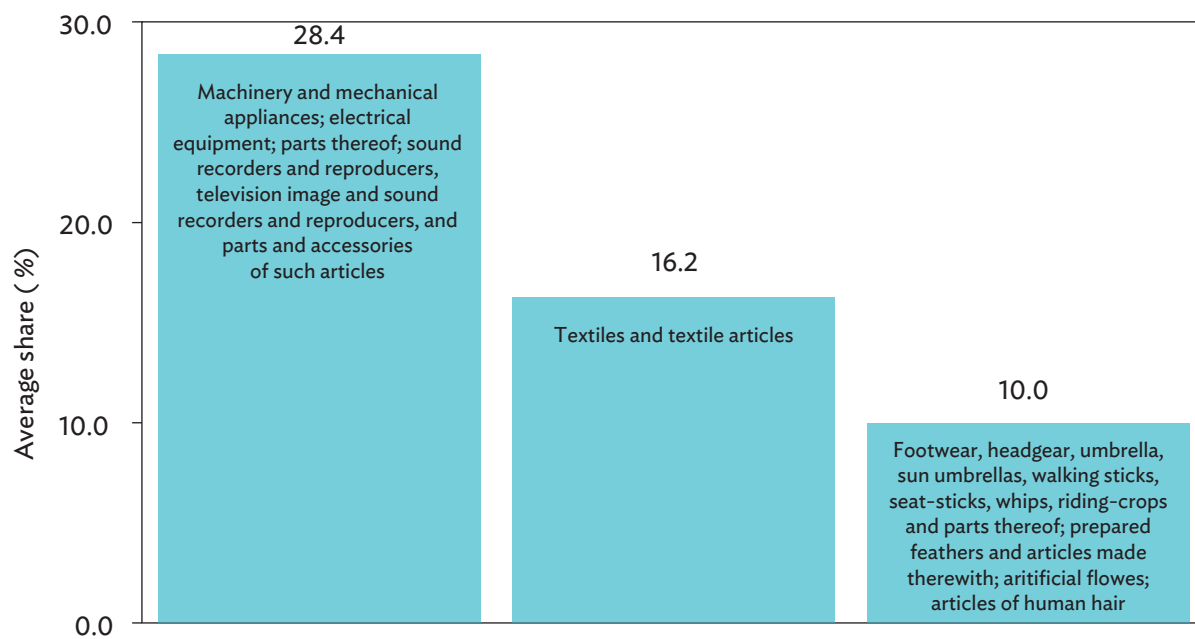 30.0
28.4
Machinery and mechanical
appliances; electrical
equipment; parts thereof; sound
recorders and reproducers,
television image and sound
recorders and reproducers, and
parts and accessories
of such articles
20.0
16.2
Textiles and textile articles
10.0
10.0
Footwear, headgear, umbrella,
sun umbrellas, walking sticks,
seat-sticks, whips, riding-crops
and parts thereof; prepared
feathers and articles made
therewith; aritificial flowes;
articles of human hair
0.0
Average share ( %)